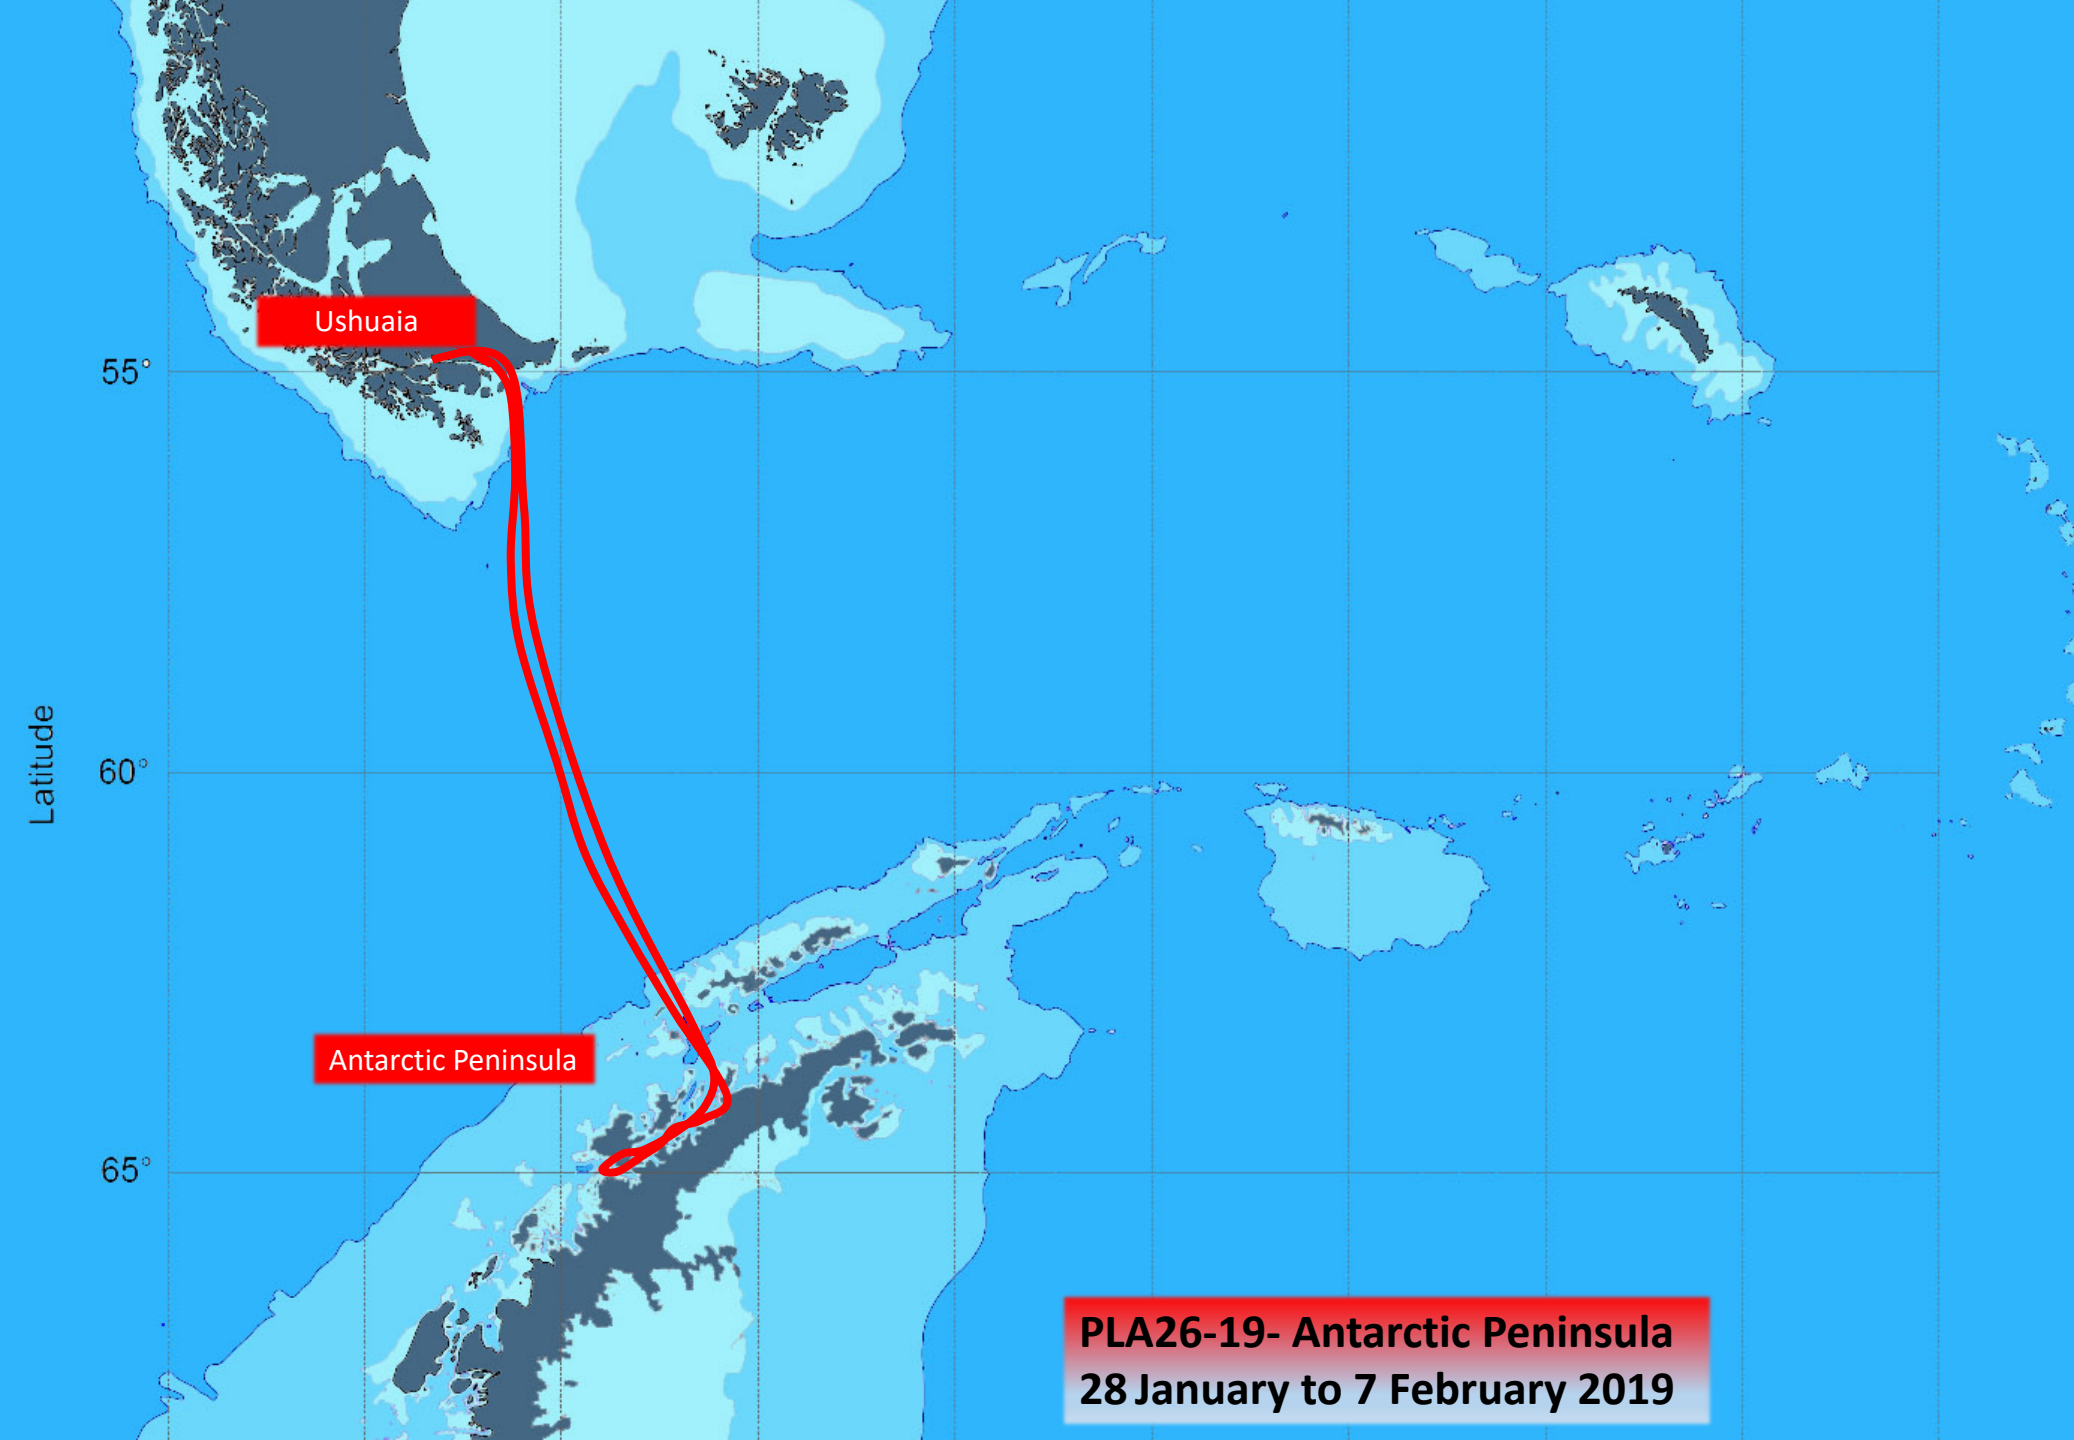 Ushuaia
55°
Latitude
60°
Antarctic Peninsula
65°
PLA26-19- Antarctic Peninsula
28 January to 7 February 2019